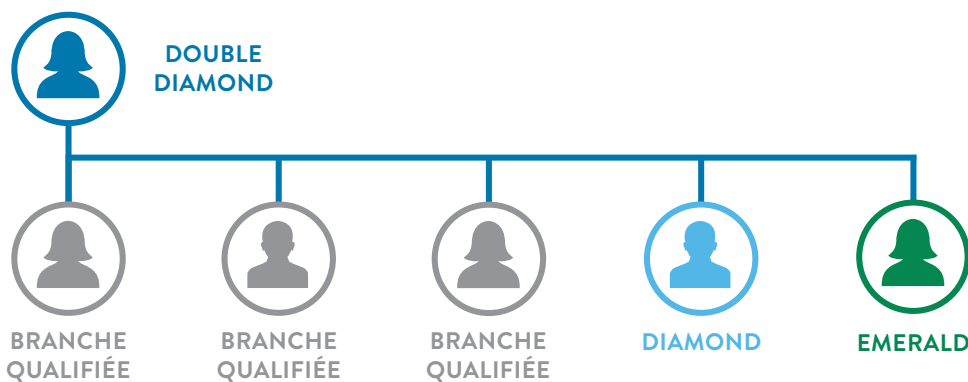 DOUBLE
DIAMOND
BRANCHE
QUALIFIÉE
BRANCHE
QUALIFIÉE
BRANCHE
QUALIFIÉE
DIAMOND
EMERALD